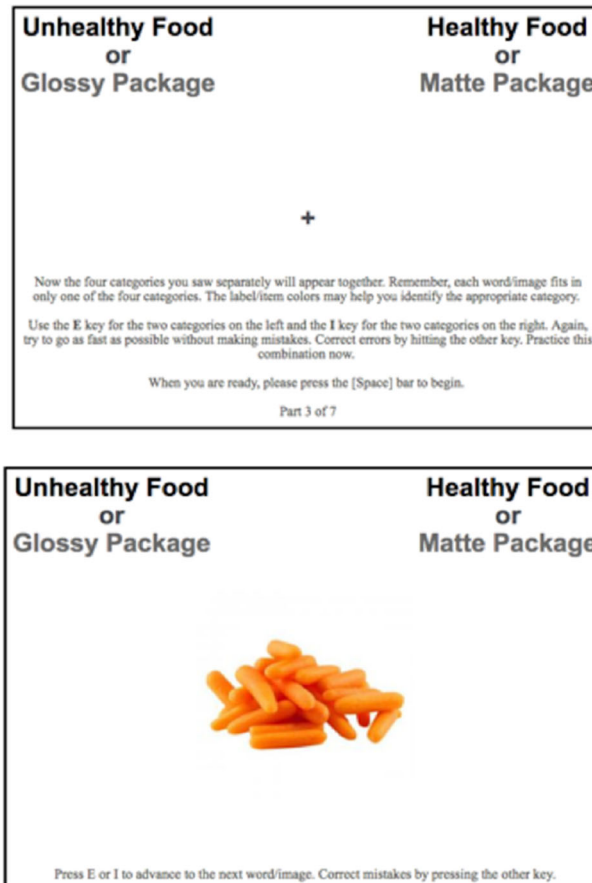 Unhealthy Food Healthy Food
or or
Glossy Package Matte Package
+
Now the four categories you saw separately will appear together. Remember, each word/image fits in
only one of the four categories. The label/item colors may help you identify the appropriate category.
Use the E key for the two categories on the left and the I key for the two categories on the right. Again,
try to go as fast as possible without making mistakes. Correct errors by hitting the other key. Practice this
combination now.
When you are ready, please press the [Space] bar to begin.
Part 3 of 7
Unhealthy Food Healthy Food
or or
Glossy Package Matte Package
Press E or I to advance to the next word/image. Correct mistakes by pressing the other key.